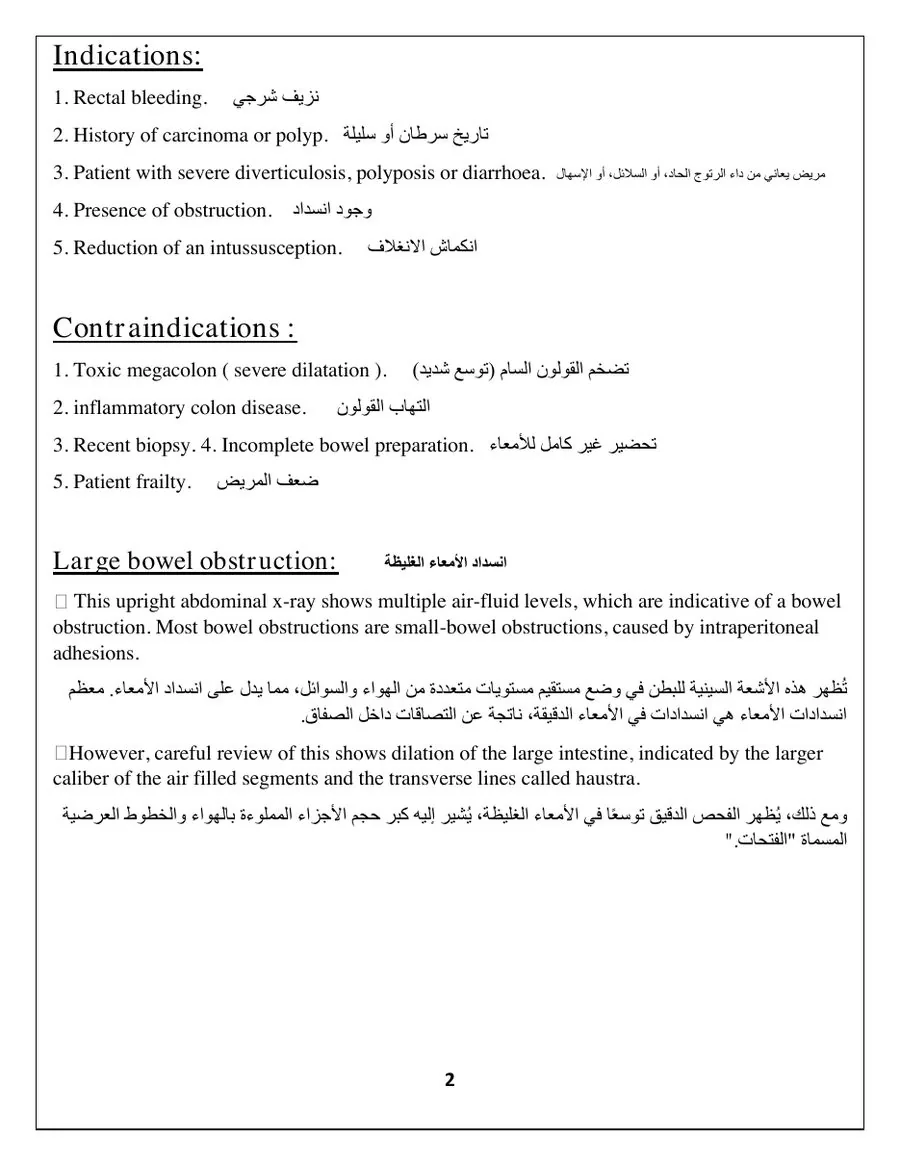 Indications:
1. Rectal bleeding. نزيف شرجي
2. History of carcinoma or polyp. تاريخ سرطان أو سليلة
3. Patient with severe diverticulosis, polyposis or diarrhoea. مريض يعاني من داء الرتوج الحاد، أو السلائل، أو الإسهال
4. Presence of obstruction. وجود انسداد
5. Reduction of an intussusception. انكماش الانغلاف
Contraindications :
1. Toxic megacolon ( severe dilatation ). تضخم القولون السام (توسع شديد)
2. inflammatory colon disease. التهاب القولون
3. Recent biopsy. 4. Incomplete bowel preparation. تحضير غير كامل للأمعاء
5. Patient frailty. ضعف المريض
Large bowel obstruction: انسداد الأمعاء الغليظة
This upright abdominal x-ray shows multiple air-fluid levels, which are indicative of a bowel
obstruction. Most bowel obstructions are small-bowel obstructions, caused by intraperitoneal
adhesions.
تُظهر هذه الأشعة السينية للبطن في وضع مستقيم مستويات متعددة من الهواء والسوائل، مما يدل على انسداد الأمعاء. معظم
انسدادات الأمعاء هي انسدادات في الأمعاء الدقيقة، ناتجة عن التصاقات داخل الصفاق.
However, careful review of this shows dilation of the large intestine, indicated by the larger
caliber of the air filled segments and the transverse lines called haustra.
ومع ذلك، يُظهر الفحص الدقيق توسعًا في الأمعاء الغليظة، يُشير إليه كبر حجم الأجزاء المملوءة بالهواء والخطوط العرضية
المسماة "الفتحات."
2